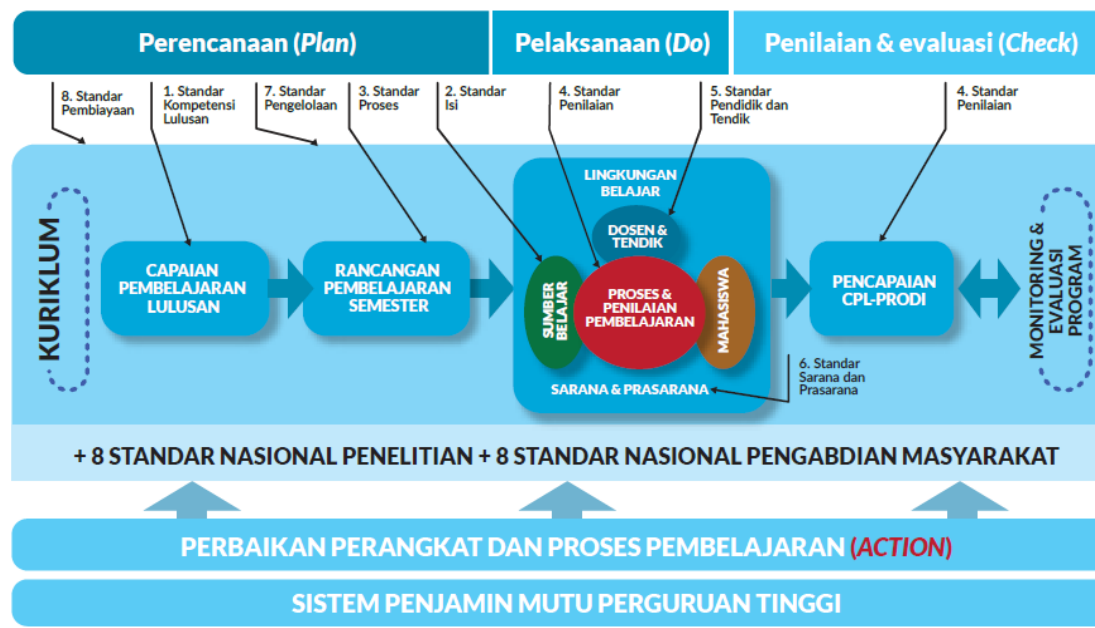 Perencanaan (Plan)
Pelaksanaan (Do)
Penilaian & evaluasi (Check)
8. Standar
Pembiayaan
1. Standar
Kompetensi
Lulusan
7. Standar
Pengelolaan
3. Standar
Proses
2. Standar
Isi
4. Standar
Penilaian
5. Standar
Pendidik dan
Tendik
4. Standar
Penilaian
KURIKLUM
CAPAIAN
PEMBELAJARAN
LULUSAN
RANCANGAN
PEMBELAJARAN
SEMESTER
LINGKUNGAN
BELAJAR
DOSEN &
TENDIK
SUMBER
BELAJAR
PROSES &
PENILAIAN
PEMBELAJARAN
MAHASISWA
SARANA & PRASARANA
PENCAPAIAN
CPL-PRODI
6. Standar
Sarana dan
Prasarana
MONITORING &
EVALUASI
PROGRAM
+ 8 STANDAR NASIONAL PENELITIAN + 8 STANDAR NASIONAL PENGABDIAN MASYARAKAT
PERBAIKAN PERANGKAT DAN PROSES PEMBELAJARAN (ACTION)
SISTEM PENJAMIN MUTU PERGURUAN TINGGI